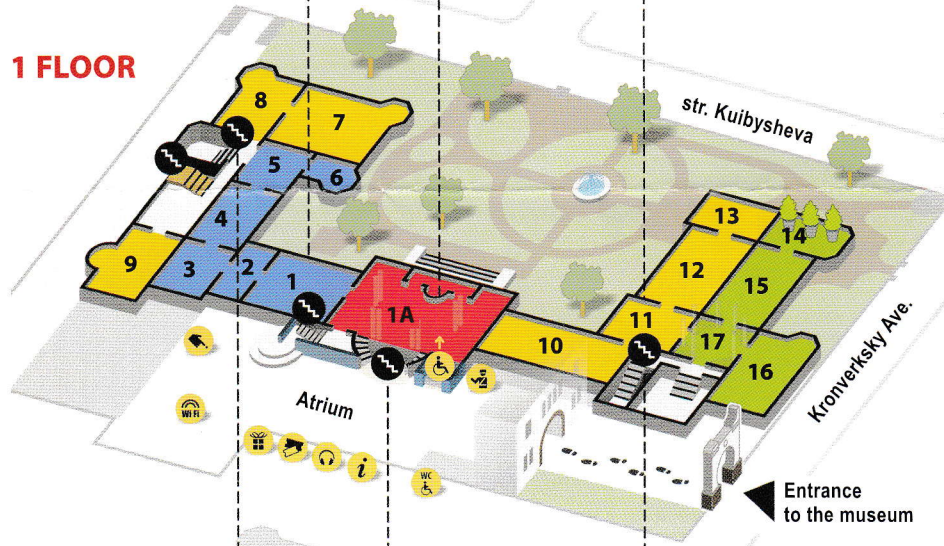 1 FLOOR
str. Kuibysheva
8
7
5
6
4
13
14
9
3
2
1
12
15
1A
11
17
10
16
Kronverksky Ave.
Wi Fi
Atrium
i
WC
Entrance
to the museum